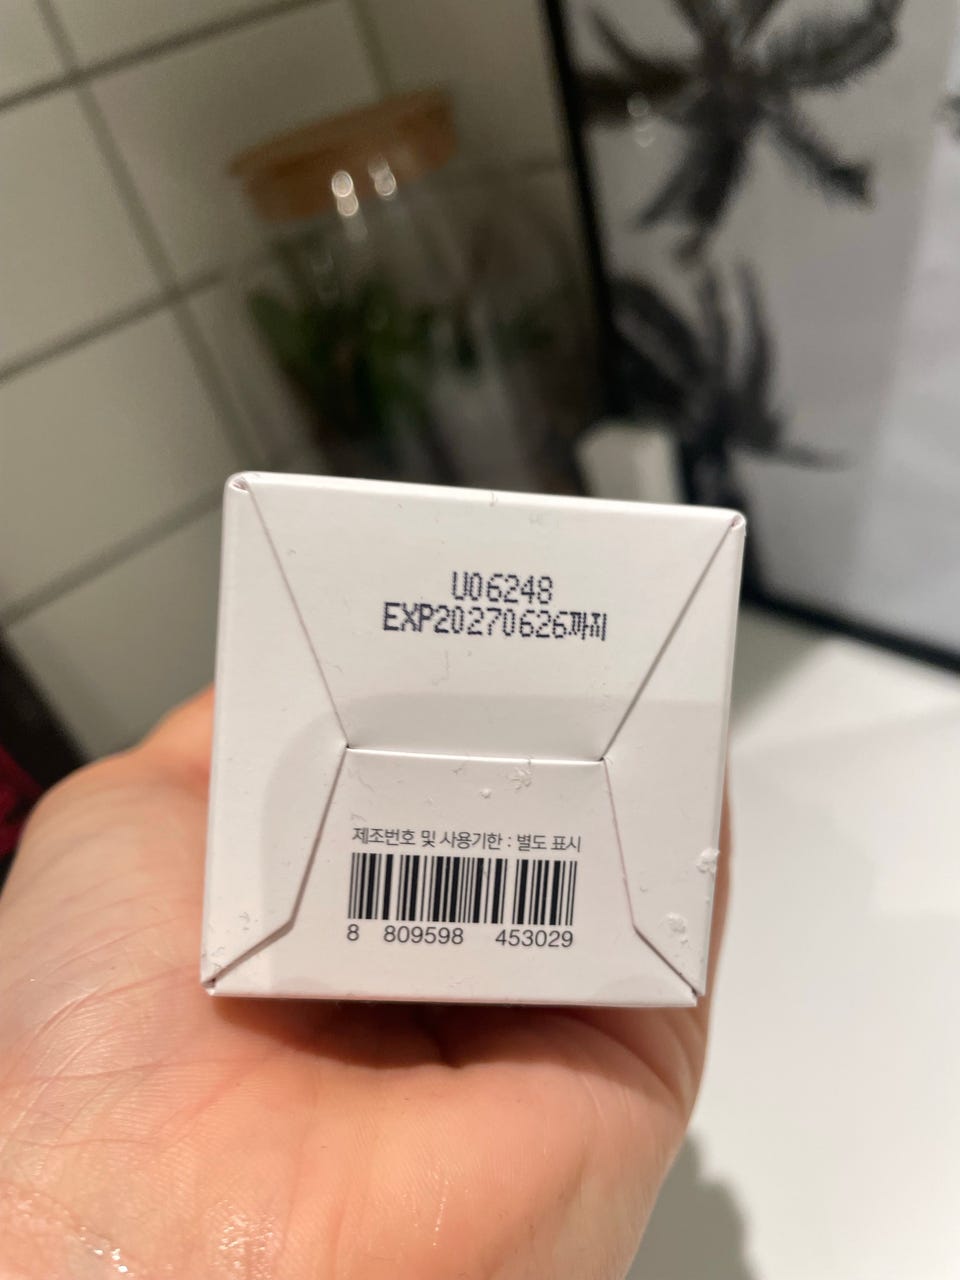 U06248
EXP20270626까지
제조번호 및 사용기한 : 별도 표시
8 809598 453029